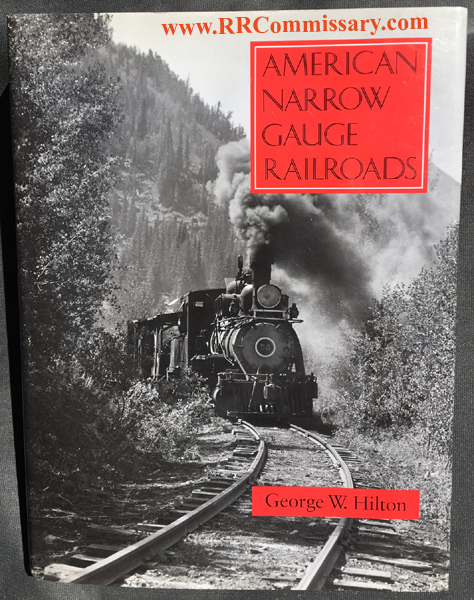 www.RRCommissary.com
AMERICAN
NARROW
GAUGE
RAILROADS
George W. Hilton